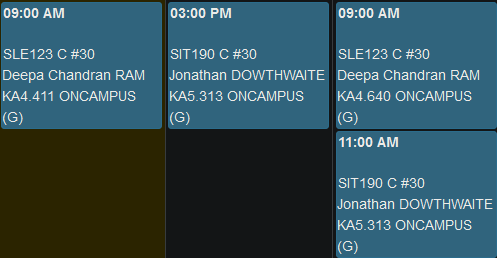 09:00 AM
SLE123 C #30
Deepa Chandran RAM
KA4.411 ONCAMPUS
(G)
03:00 PM
SIT190 C #30
Jonathan DOWTHWAITE
KA5.313 ONCAMPUS
(G)
09:00 AM
SLE123 C #30
Deepa Chandran RAM
KA4.640 ONCAMPUS
(G)
11:00 AM
SIT190 C #30
Jonathan DOWTHWAITE
KA5.313 ONCAMPUS
(G)